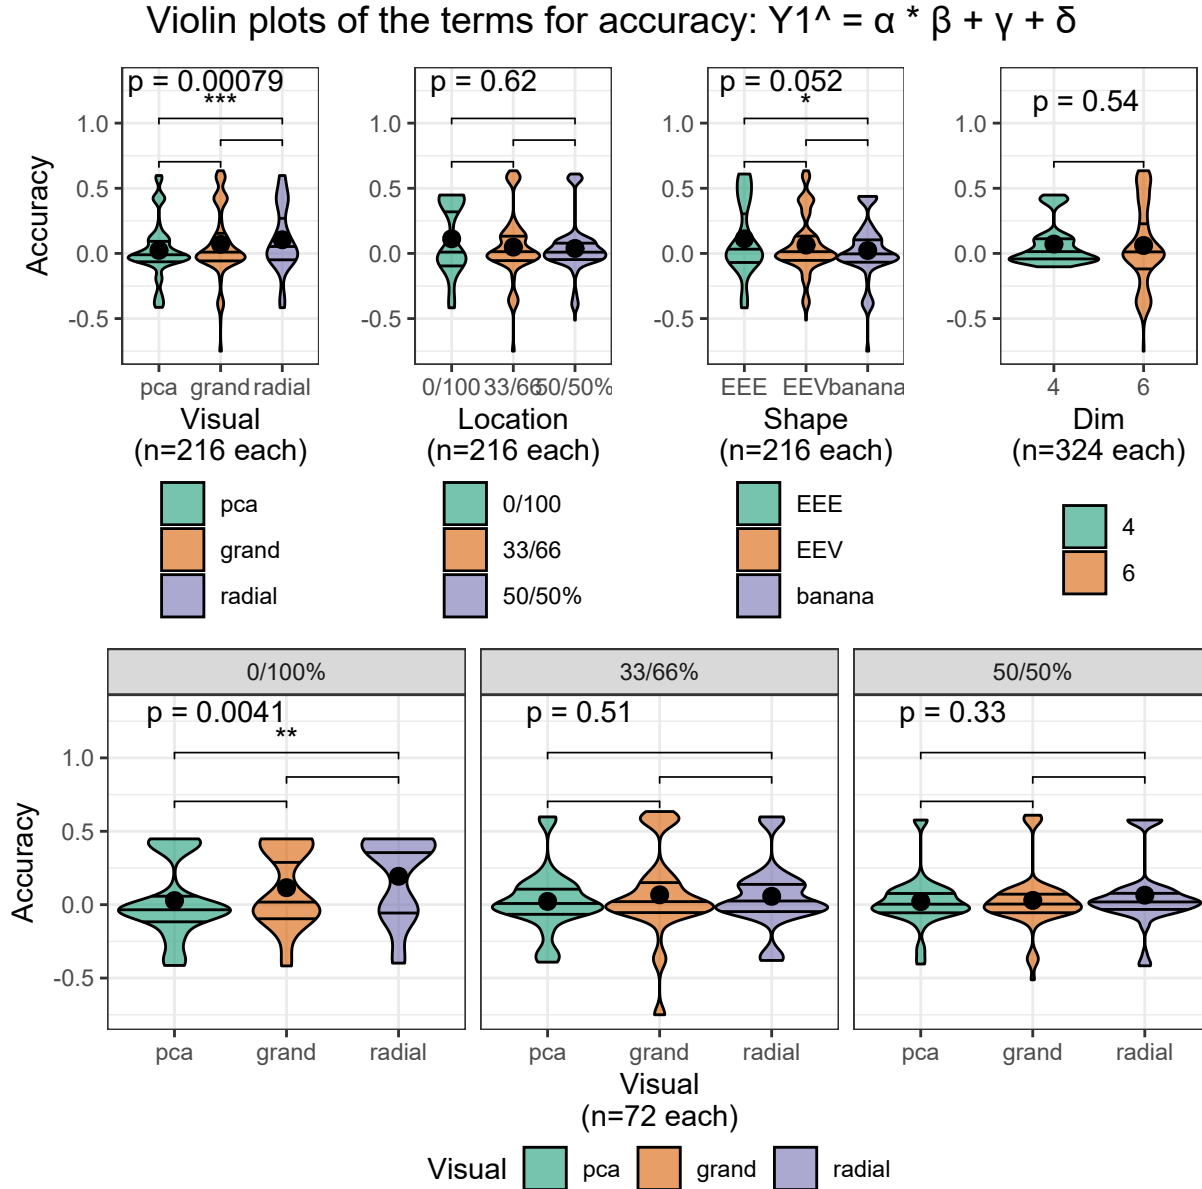 Violin plots of the terms for accuracy: Y1^ = α * β + γ + δ
p = 0.00079
***
p = 0.62
p = 0.052
*
p = 0.54
Accuracy
1.0
0.5
0.0
-0.5
1.0
0.5
0.0
-0.5
1.0
0.5
0.0
-0.5
1.0
0.5
0.0
-0.5
pca grand radial
0/100 33/66 50/50%
EEE EEV banana
4 6
Visual
(n=216 each)
Location
(n=216 each)
Shape
(n=216 each)
Dim
(n=324 each)
pca
grand
radial
0/100
33/66
50/50%
EEE
EEV
banana
4
6
0/100%
33/66%
50/50%
p = 0.0041
**
p = 0.51
p = 0.33
Accuracy
1.0
0.5
0.0
-0.5
pca grand radial
pca grand radial
pca grand radial
Visual
(n=72 each)
Visual pca grand radial